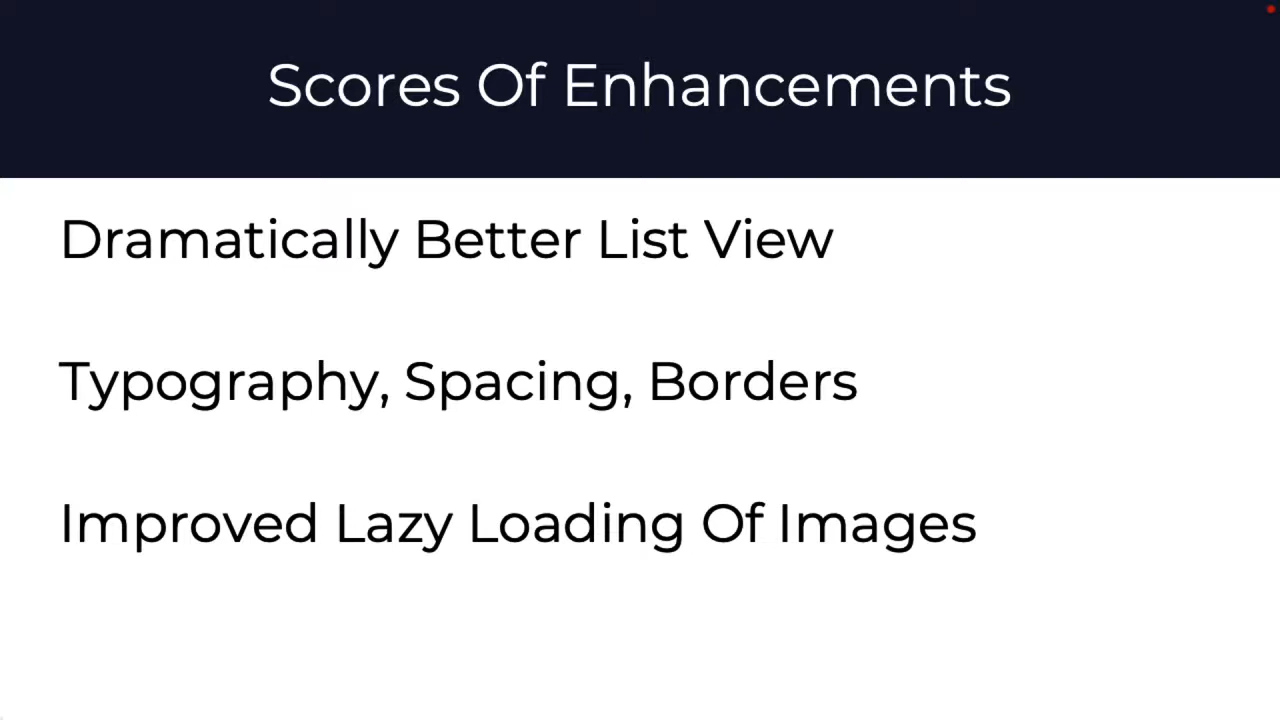 Scores Of Enhancements
Dramatically Better List View
Typography, Spacing, Borders
Improved Lazy Loading Of Images